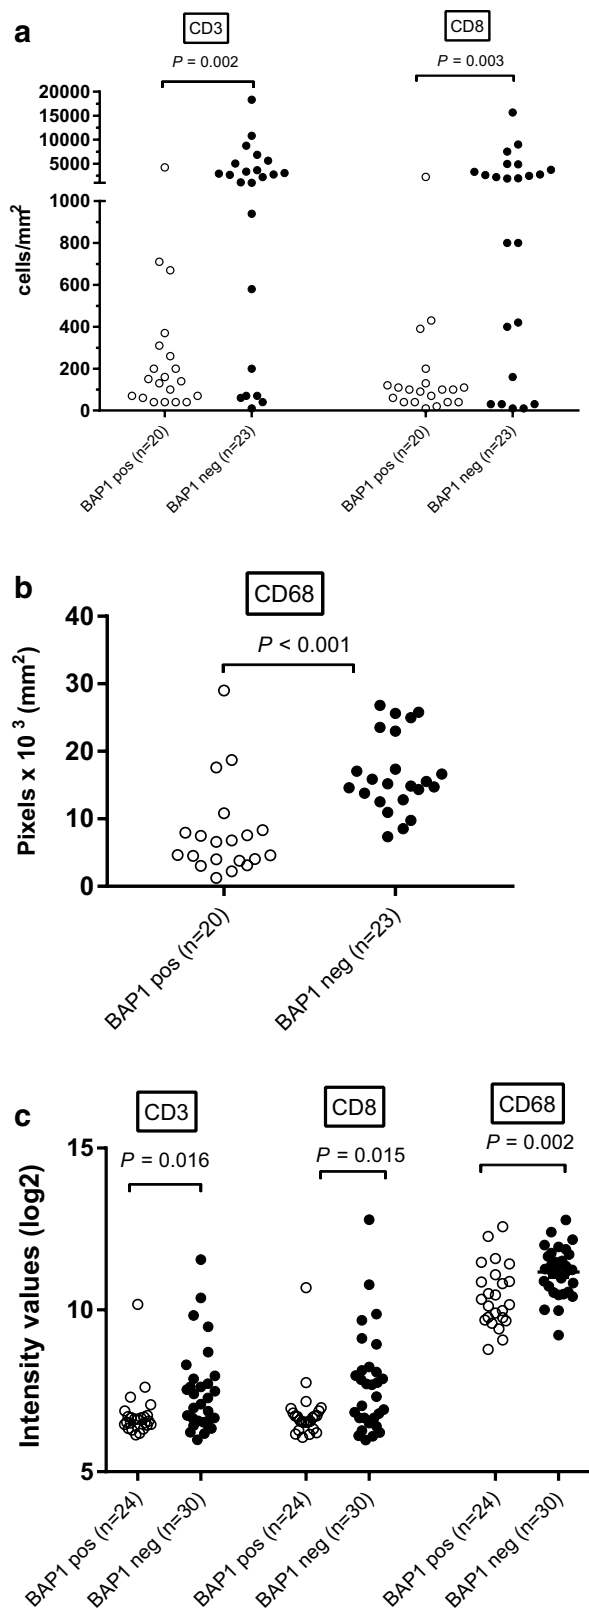 a
CD3
CD8
P = 0.002
P = 0.003
20000
15000
10000
5000
1000
800
600
400
200
0
cells/mm2
BAP1 pos (n=20)
BAP1 neg (n=23)
BAP1 pos (n=20)
BAP1 neg (n=23)
b
CD68
P < 0.001
40
30
20
10
0
Pixels x 10 3 (mm2)
BAP1 pos (n=20)
BAP1 neg (n=23)
c
CD3
CD8
CD68
P = 0.016
P = 0.015
P = 0.002
15
10
5
Intensity values (log2)
BAP1 pos (n=24)
BAP1 neg (n=30)
BAP1 pos (n=24)
BAP1 neg (n=30)
BAP1 pos (n=24)
BAP1 neg (n=30)